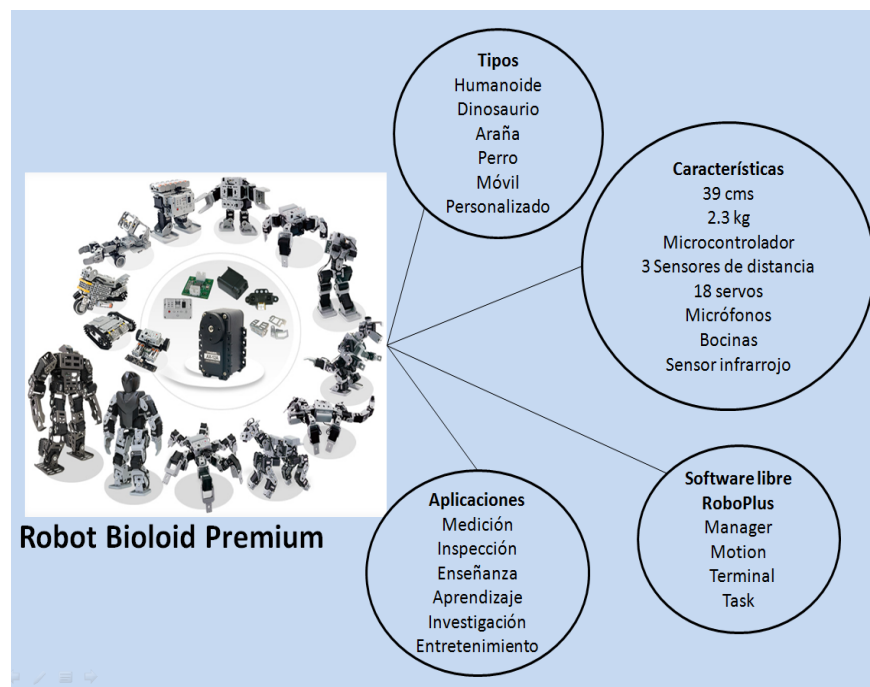 Tipos
Humanoide
Dinosaurio
Araña
Perro
Móvil
Personalizado
Características
39 cms
2.3 kg
Microcontrolador
3 Sensores de distancia
18 servos
Micrófonos
Bocinas
Sensor infrarrojo
Robot Bioloid Premium
Aplicaciones
Medición
Inspección
Enseñanza
Aprendizaje
Investigación
Entretenimiento
Software libre
RoboPlus
Manager
Motion
Terminal
Task